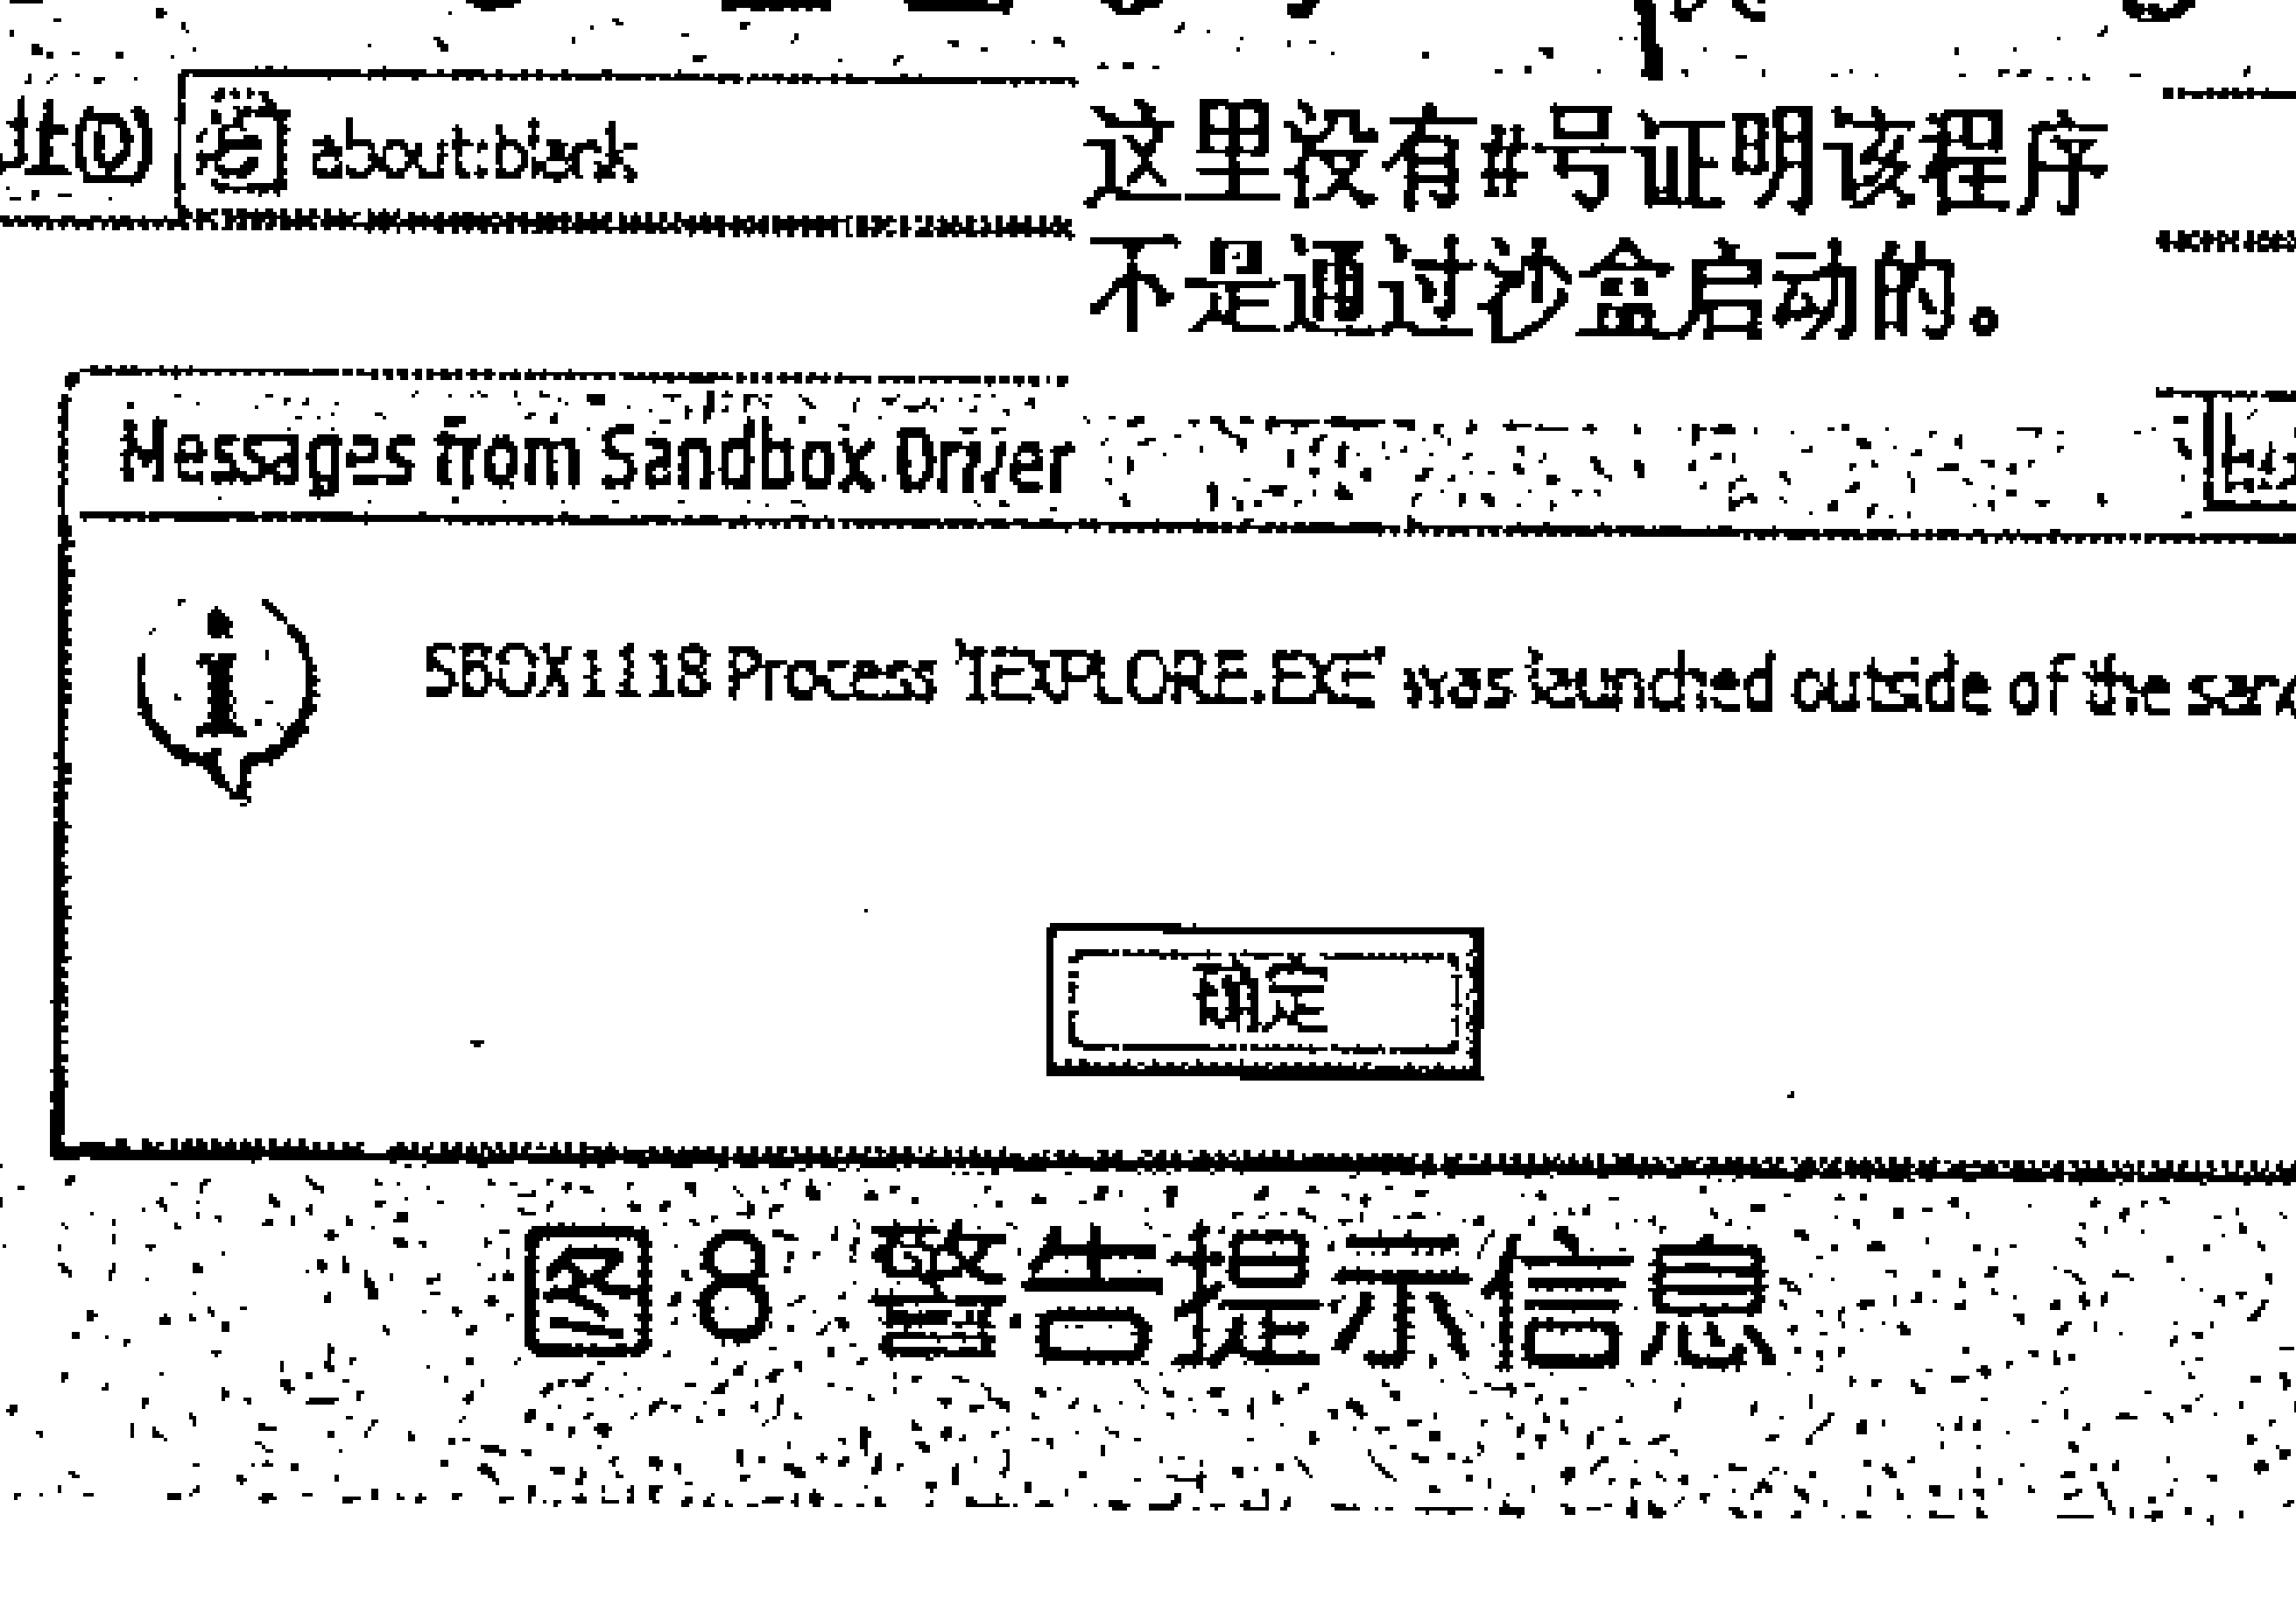 址(D) about:blank
这里没有#号证明该程序
不是通过沙盒启动的。
Messages from Sandbox Driver
SBOX1118 Process 'IEXPLORE.EXE' was launched outside of the
确定
图 8 警告提示信息